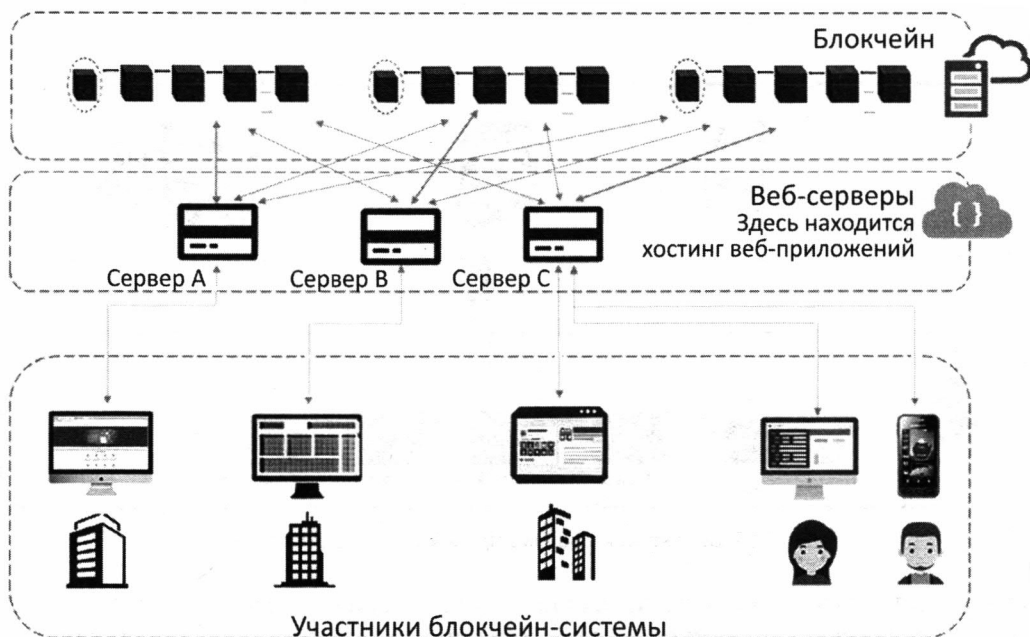 Блокчейн
Веб-серверы
Здесь находится
хостинг веб-приложений
{ }
Сервер A
Сервер B
Сервер C
Участники блокчейн-системы